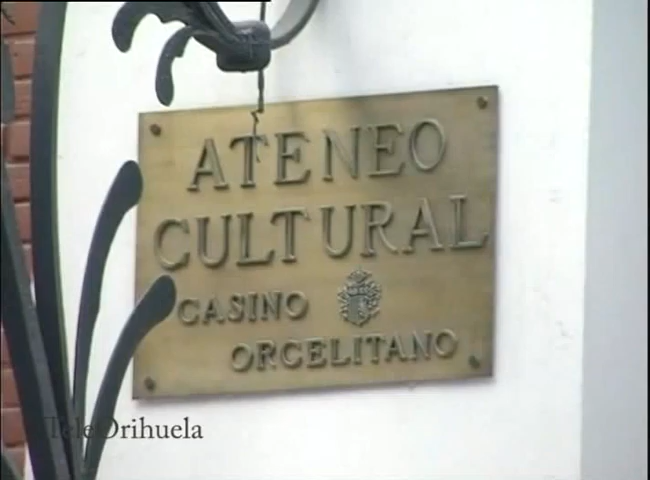 ATENEO
CULTURAL
CASINO
ORCELITANO
TeleOrihuela